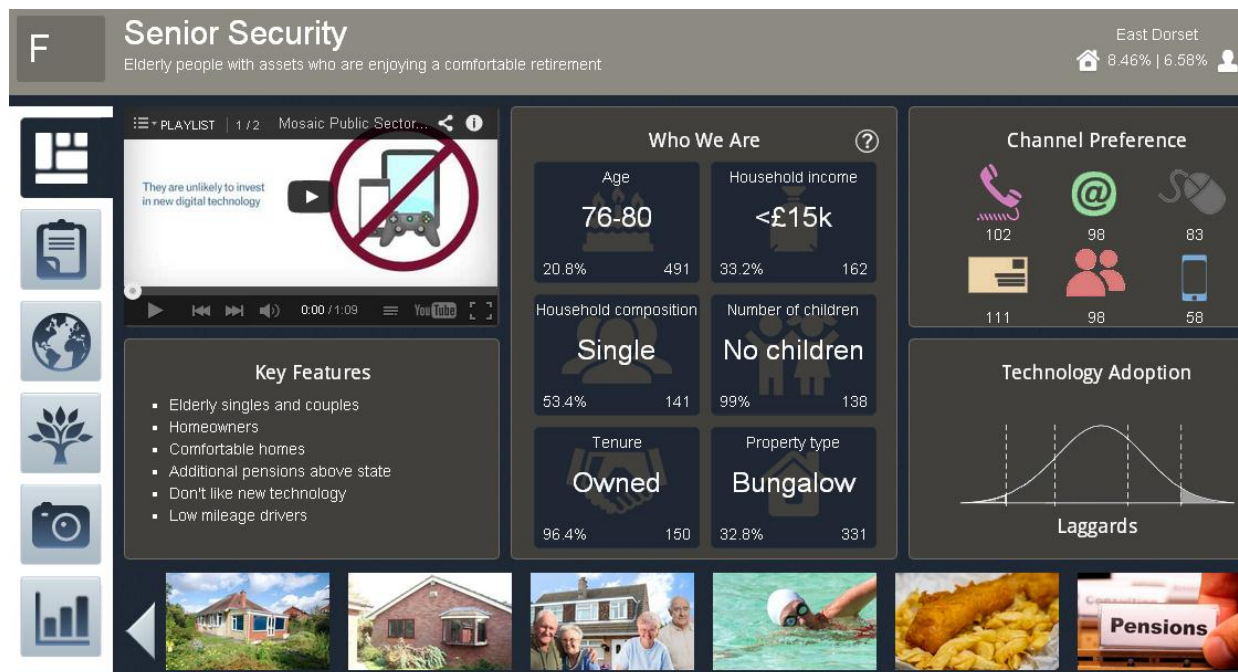 F
Senior Security
Elderly people with assets who are enjoying a comfortable retirement
East Dorset
8.46% | 6.58%
PLAYLIST | 1/2 Mosaic Public Sector...
They are unlikely to invest
in new digital technology
0:00 / 1:09
YouTube
Key Features
Elderly singles and couples
Homeowners
Comfortable homes
Additional pensions above state
Don't like new technology
Low mileage drivers
Who We Are
?
Age
76-80
20.8% 491
Household income
<£15k
33.2% 162
Household composition
Single
53.4% 141
Number of children
No children
99% 138
Tenure
Owned
96.4% 150
Property type
Bungalow
32.8% 331
Channel Preference
@
102 98 83
111 98 58
Technology Adoption
Laggards
Pensions